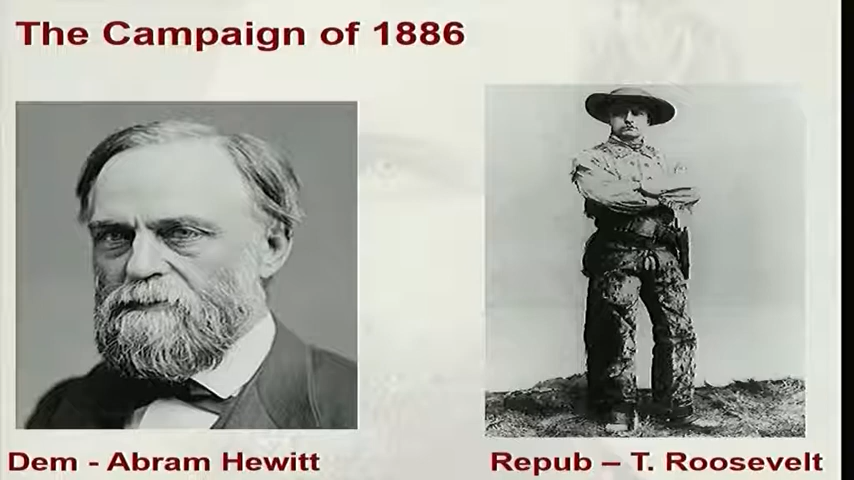 The Campaign of 1886
Dem - Abram Hewitt
Repub – T. Roosevelt